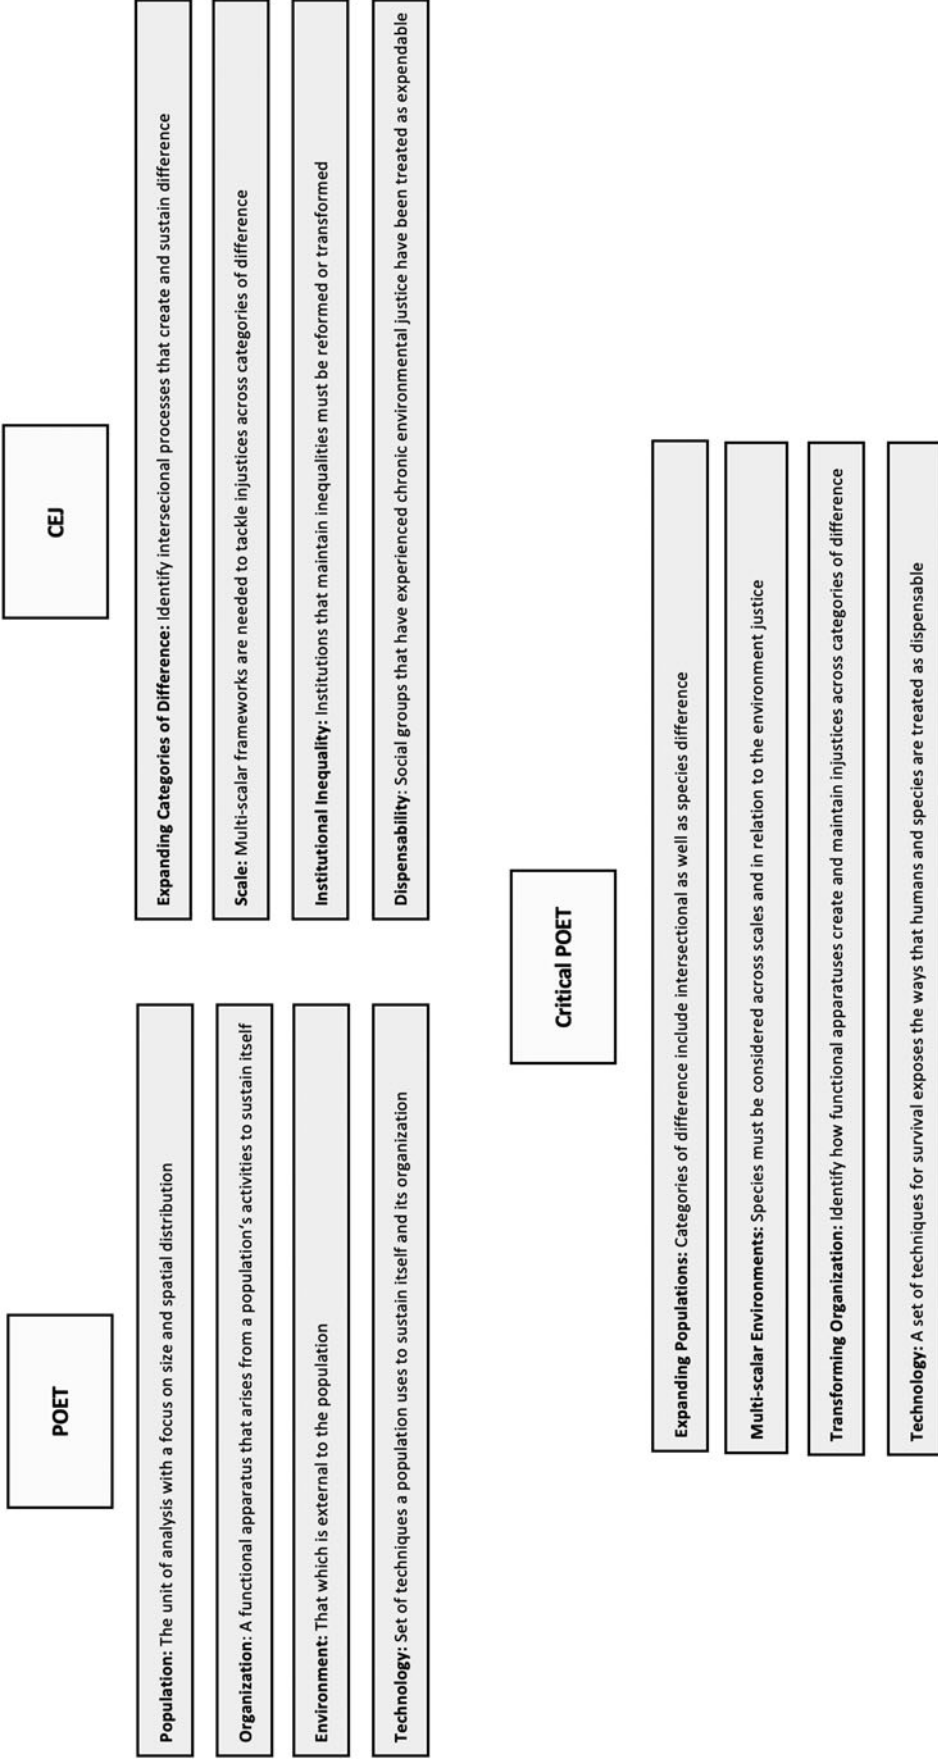 POET
Population: The unit of analysis with a focus on size and spatial distribution
Organization: A functional apparatus that arises from a population's activities to sustain itself
Environment: That which is external to the population
Technology: Set of techniques a population uses to sustain itself and its organization
CEJ
Expanding Categories of Difference: Identify intersecional processes that create and sustain difference
Scale: Multi-scalar frameworks are needed to tackle injustices across categories of difference
Institutional Inequality: Institutions that maintain inequalities must be reformed or transformed
Dispensability: Social groups that have experienced chronic environmental justice have been treated as expendable
Critical POET
Expanding Populations: Categories of difference include intersectional as well as species difference
Multi-scalar Environments: Species must be considered across scales and in relation to the environment justice
Transforming Organization: Identify how functional apparatuses create and maintain injustices across categories of difference
Technology: A set of techniques for survival exposes the ways that humans and species are treated as dispensable